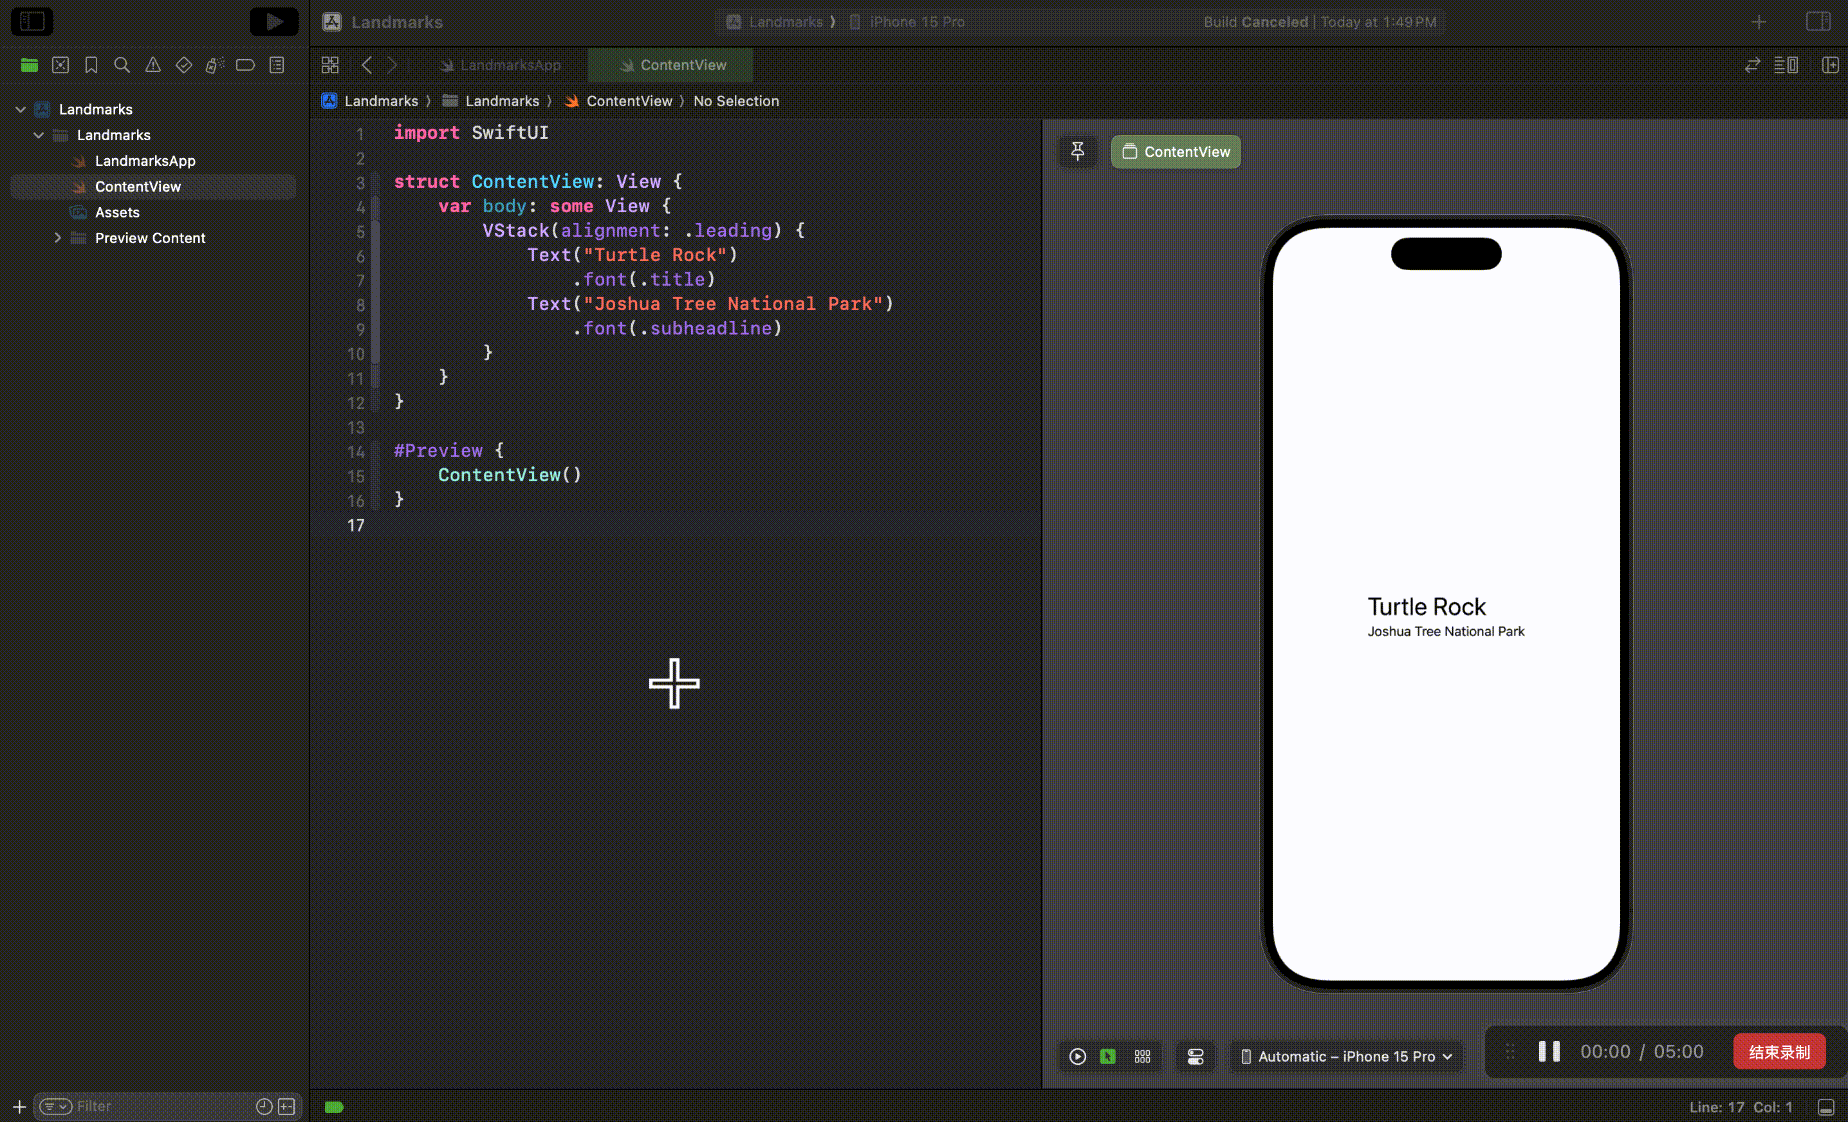 Landmarks
Landmarks 〉 iPhone 15 Pro
Build Canceled | Today at 1:49 PM
LandmarksApp
ContentView
Landmarks 〉 Landmarks 〉 ContentView 〉 No Selection
Landmarks
Landmarks
LandmarksApp
ContentView
Assets
Preview Content
1 import SwiftUI
2
3 struct ContentView: View {
4     var body: some View {
5         VStack(alignment: .leading) {
6             Text("Turtle Rock")
7                 .font(.title)
8             Text("Joshua Tree National Park")
9                 .font(.subheadline)
10         }
11     }
12 }
13
14 #Preview {
15     ContentView()
16 }
17
ContentView
Turtle Rock
Joshua Tree National Park
Automatic – iPhone 15 Pro
00:00 / 05:00
结束录制
Filter
Line: 17 Col: 1